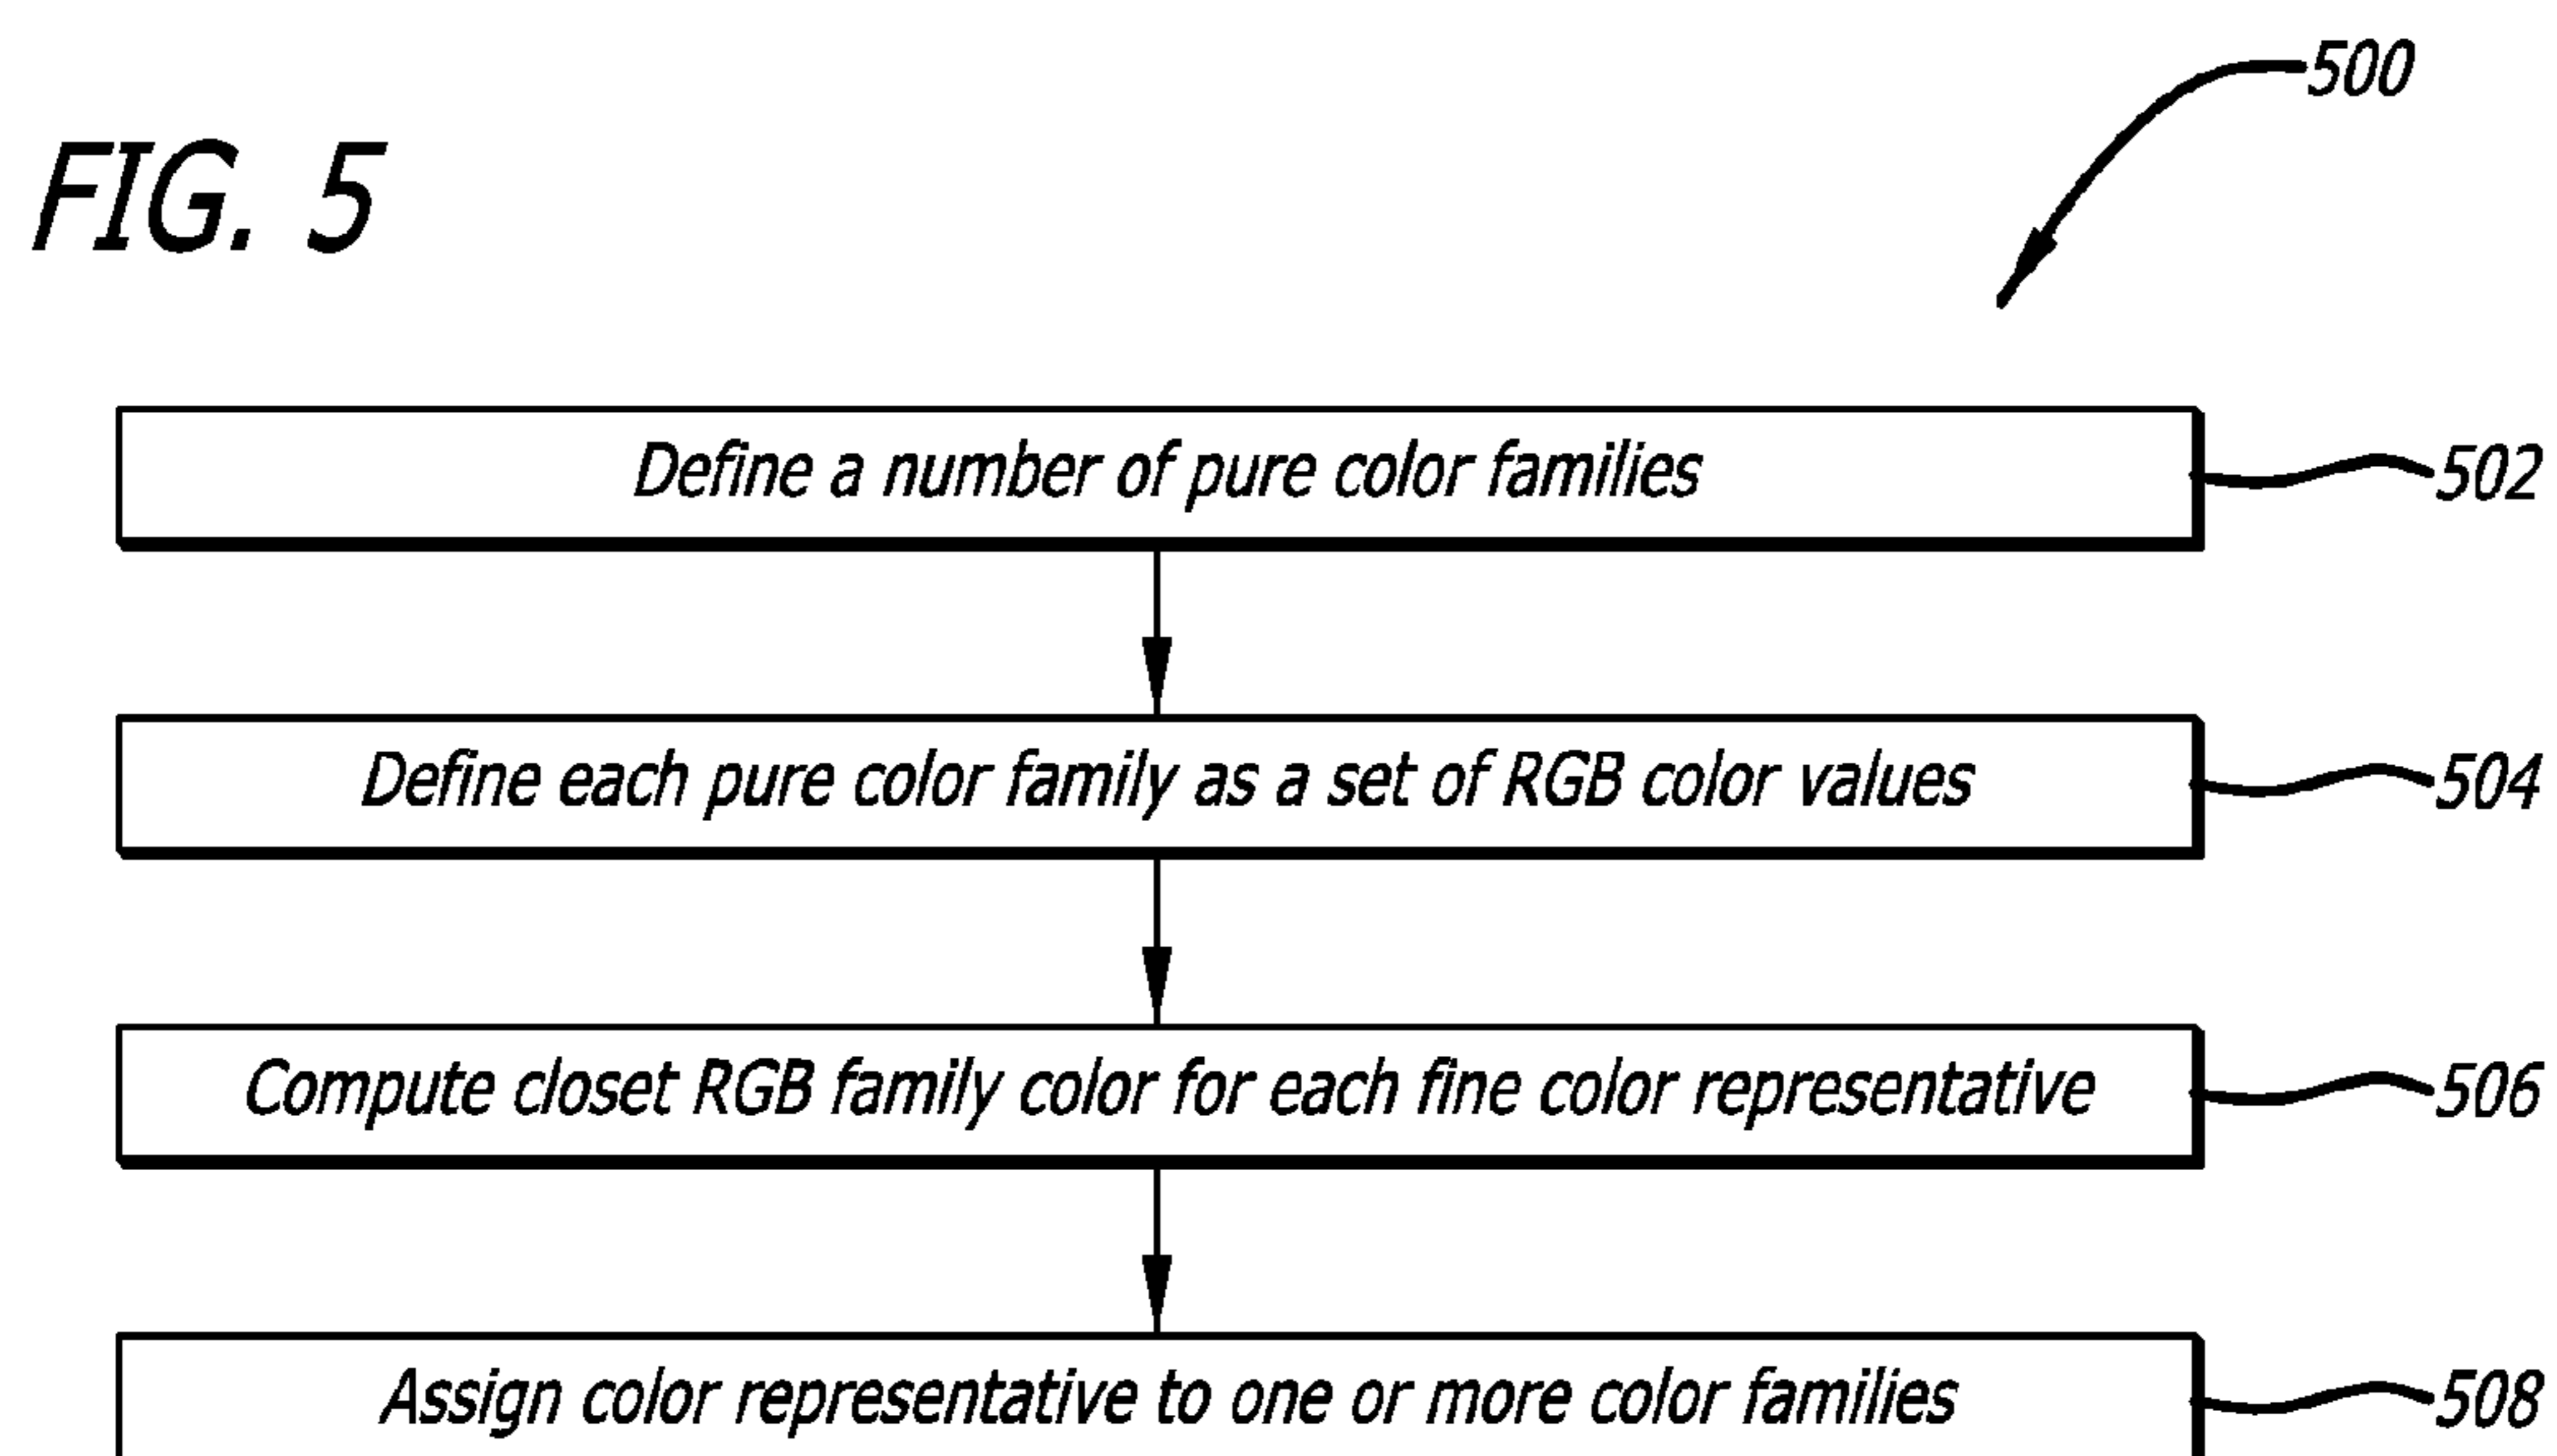 500
FIG. 5
Define a number of pure color families
502
Define each pure color family as a set of RGB color values
504
Compute closet RGB family color for each fine color representative
506
Assign color representative to one or more color families
508